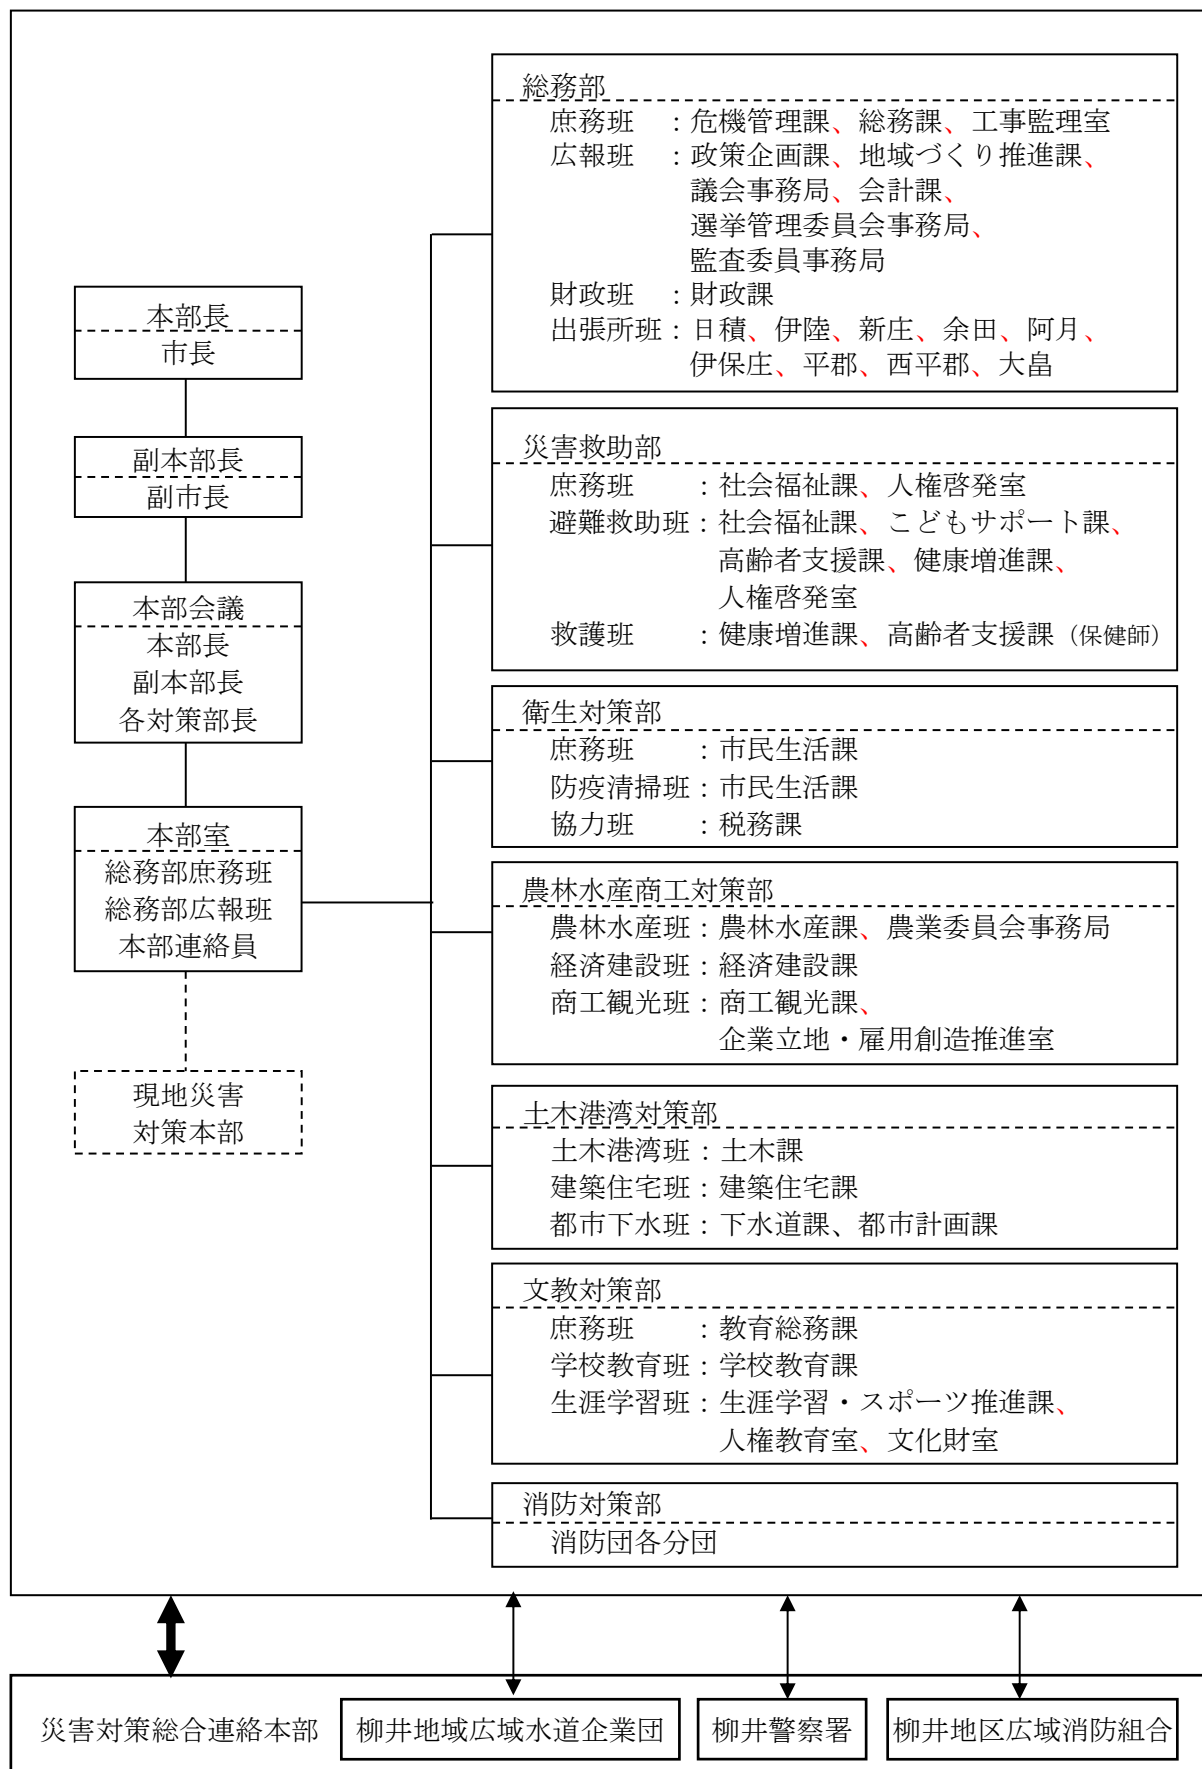 本部長
市長
副本部長
副市長
本部会議
本部長
副本部長
各対策部長
本部室
総務部庶務班
総務部広報班
本部連絡員
現地災害
対策本部
総務部
庶務班　：危機管理課、総務課、工事監理室
広報班　：政策企画課、地域づくり推進課、
議会事務局、会計課、
選挙管理委員会事務局、
監査委員事務局
財政班　：財政課
出張所班：日積、伊陸、新庄、余田、阿月、
伊保庄、平郡、西平郡、大畠
災害救助部
庶務班　　：社会福祉課、人権啓発室
避難救助班：社会福祉課、こどもサポート課、
高齢者支援課、健康増進課、
人権啓発室
救護班　　：健康増進課、高齢者支援課（保健師）
衛生対策部
庶務班　　：市民生活課
防疫清掃班：市民生活課
協力班　　：税務課
農林水産商工対策部
農林水産班：農林水産課、農業委員会事務局
経済建設班：経済建設課
商工観光班：商工観光課、
企業立地・雇用創造推進室
土木港湾対策部
土木港湾班：土木課
建築住宅班：建築住宅課
都市下水班：下水道課、都市計画課
文教対策部
庶務班　　：教育総務課
学校教育班：学校教育課
生涯学習班：生涯学習・スポーツ推進課、
人権教育室、文化財室
消防対策部
消防団各分団
災害対策総合連絡本部
柳井地域広域水道企業団
柳井警察署
柳井地区広域消防組合